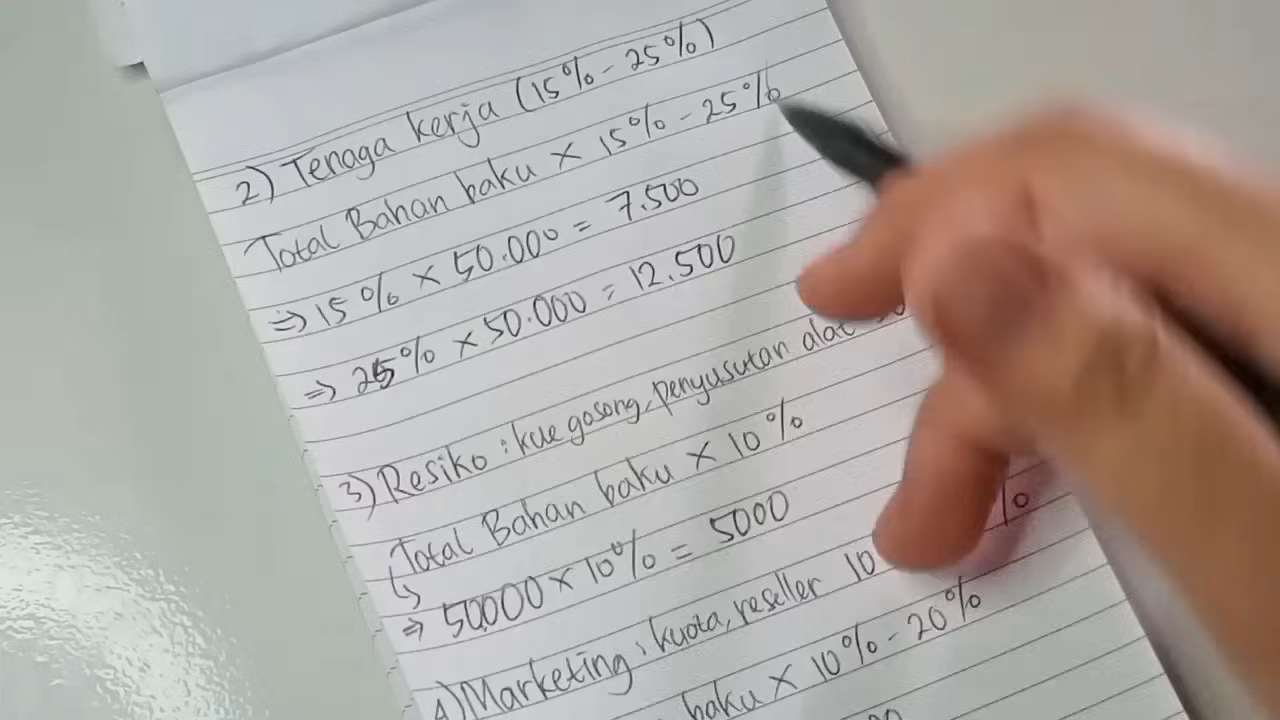 2) Tenaga kerja (15% - 25%)
Total Bahan baku × 15% - 25%
⇒ 15% × 50.000 = 7.500
⇒ 25% × 50.000 = 12.500
3) Resiko : kue gosong, penyusutan alat
Total Bahan baku × 10%
⇒ 50.000 × 10% = 5000
4) Marketing : kuota, reseller 10 %
baku × 10% - 20%